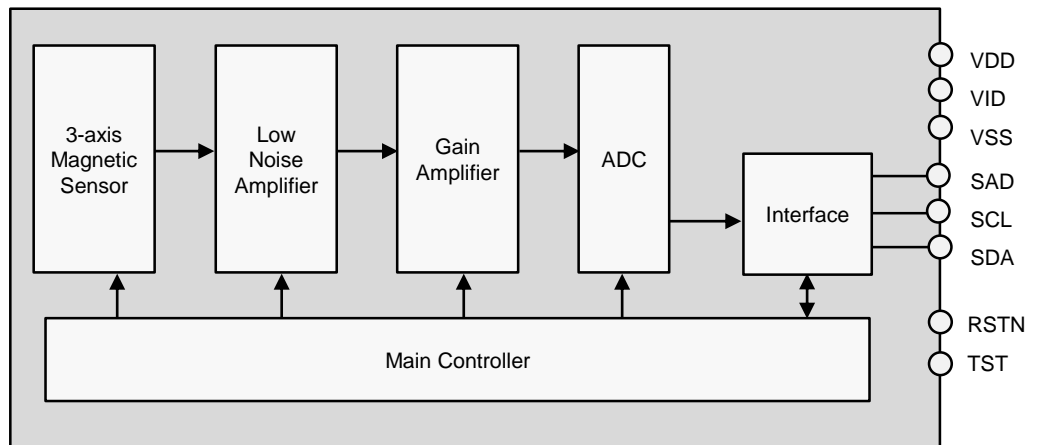 3-axis
Magnetic
Sensor
Low
Noise
Amplifier
Gain
Amplifier
ADC
Interface
Main Controller
VDD
VID
VSS
SAD
SCL
SDA
RSTN
TST